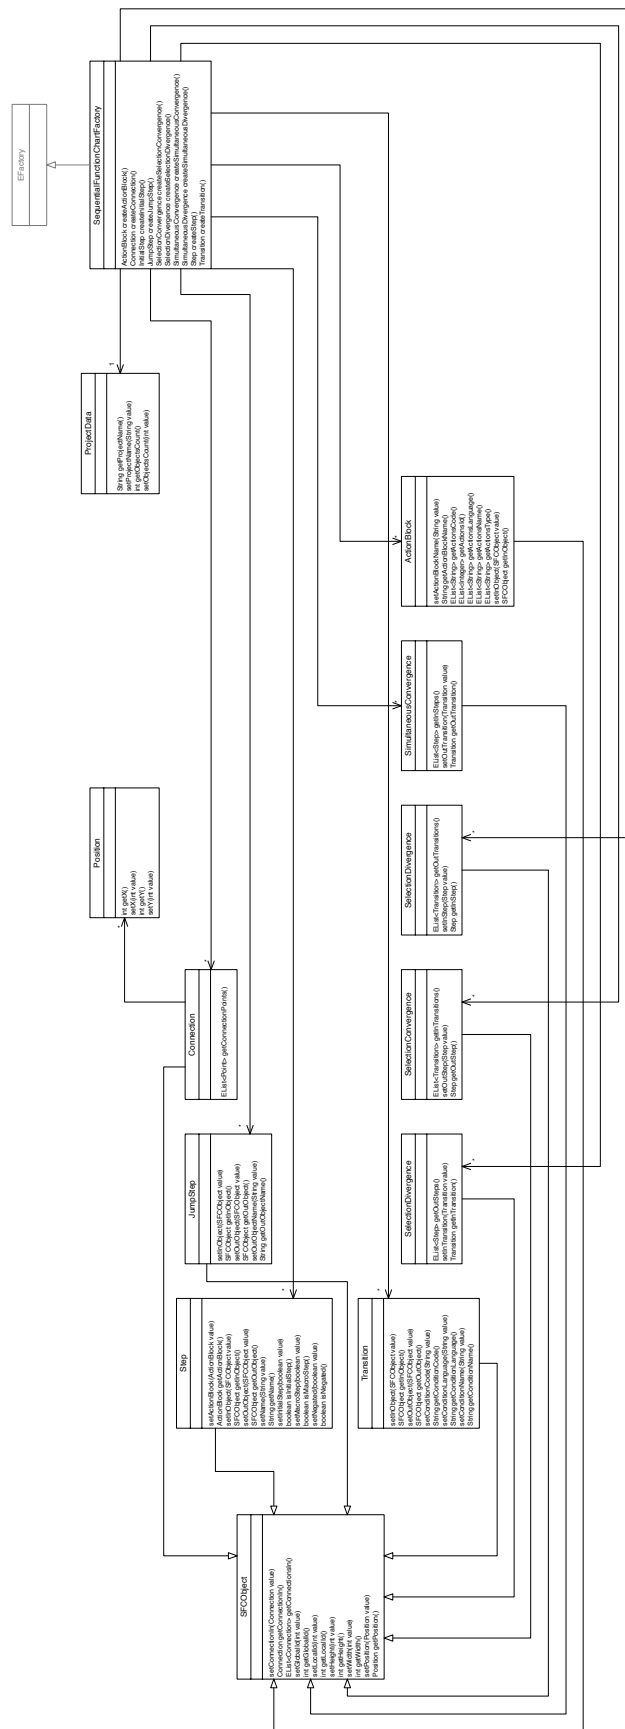 EFactory
SequentialFunctionChartFactory
ActionBlock createActionBlock()
Connection createConnection()
InitialStep createInitialStep()
JumpStep createJumpStep()
SelectionConvergence createSelectionConvergence()
SelectionDivergence createSelectionDivergence()
SimultaneousConvergence createSimultaneousConvergence()
SimultaneousDivergence createSimultaneousDivergence()
Step createStep()
Transition createTransition()
1
ProjectData
String getProjectName()
setProjectName(String value)
int getObjectsCount()
setObjectsCount(int value)
*
ActionBlock
setActionBlockName(String value)
String getActionBlockName()
EList<String> getActionsCode()
EList<Integer> getActionsId()
EList<String> getActionsLanguage()
EList<String> getActionsName()
EList<String> getActionsType()
setInObject(SFCObject value)
SFCObject getInObject()
*
SimultaneousConvergence
EList<Step> getInSteps()
setOutTransition(Transition value)
Transition getOutTransition()
Position
int getX()
setX(int value)
int getY()
setY(int value)
*
*
SelectionDivergence
EList<Transition> getOutTransitions()
setInStep(Step value)
Step getInStep()
*
Connection
EList<Point> getConnectionPoints()
*
SelectionConvergence
EList<Transition> getInTransitions()
setOutStep(Step value)
Step getOutStep()
*
JumpStep
setInObject(SFCObject value)
SFCObject getInObject()
setOutObject(SFCObject value)
SFCObject getOutObject()
setOutObjectName(String value)
String getOutObjectName()
*
SelectionDivergence
EList<Step> getOutSteps()
setInTransition(Transition value)
Transition getInTransition()
*
Step
setActionBlock(ActionBlock value)
ActionBlock getActionBlock()
setInObject(SFCObject value)
SFCObject getInObject()
setOutObject(SFCObject value)
SFCObject getOutObject()
setName(String value)
String getName()
setInitialStep(boolean value)
boolean isInitialStep()
setMacroStep(boolean value)
boolean isMacroStep()
setNegated(boolean value)
boolean isNegated()
*
Transition
setInObject(SFCObject value)
SFCObject getInObject()
setOutObject(SFCObject value)
SFCObject getOutObject()
setConditionCode(String value)
String getConditionCode()
setConditionLanguage(String value)
String getConditionLanguage()
setConditionName(String value)
String getConditionName()
SFCObject
setConnectionIn(Connection value)
Connection getConnectionIn()
EList<Connection> getConnectionsIn()
setGlobalId(int value)
int getGlobalId()
setLocalId(int value)
int getLocalId()
setHeight(int value)
int getHeight()
setWidth(int value)
int getWidth()
setPosition(Position value)
Position getPosition()